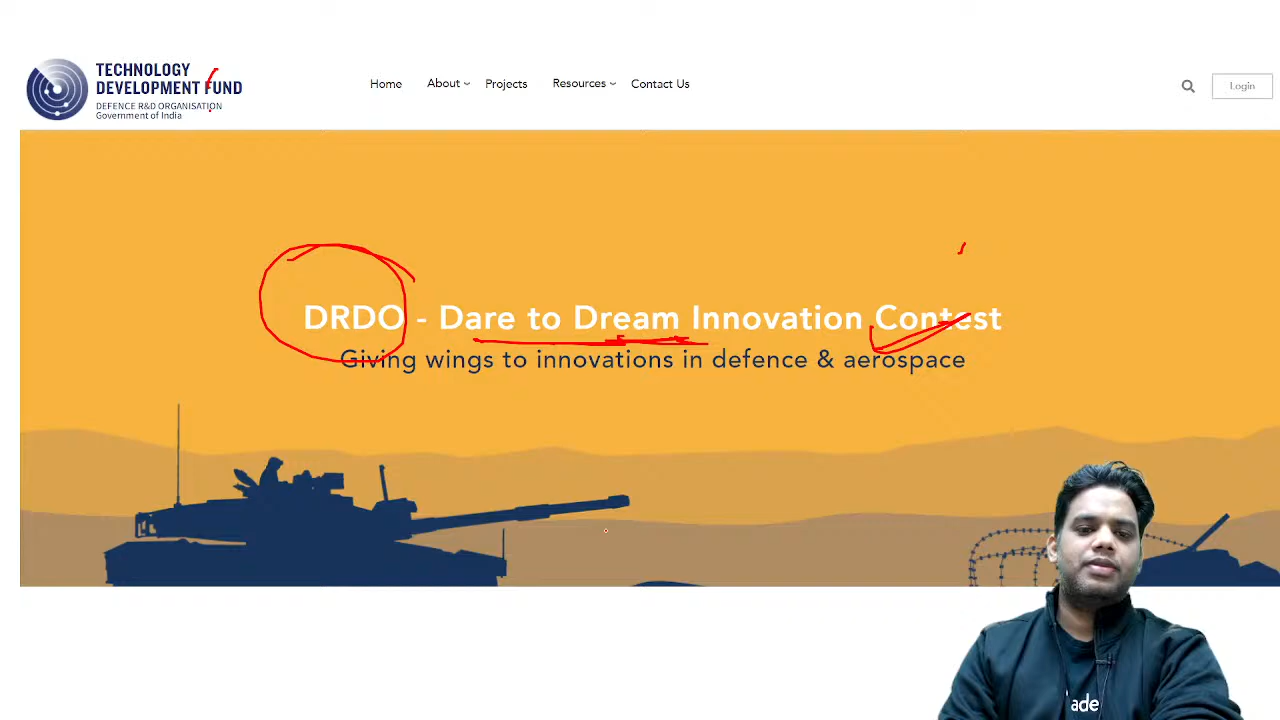 TECHNOLOGY
DEVELOPMENT FUND
DEFENCE R&D ORGANISATION
Government of India
Home About Projects Resources Contact Us
Login
DRDO - Dare to Dream Innovation Contest
Giving wings to innovations in defence & aerospace
ade